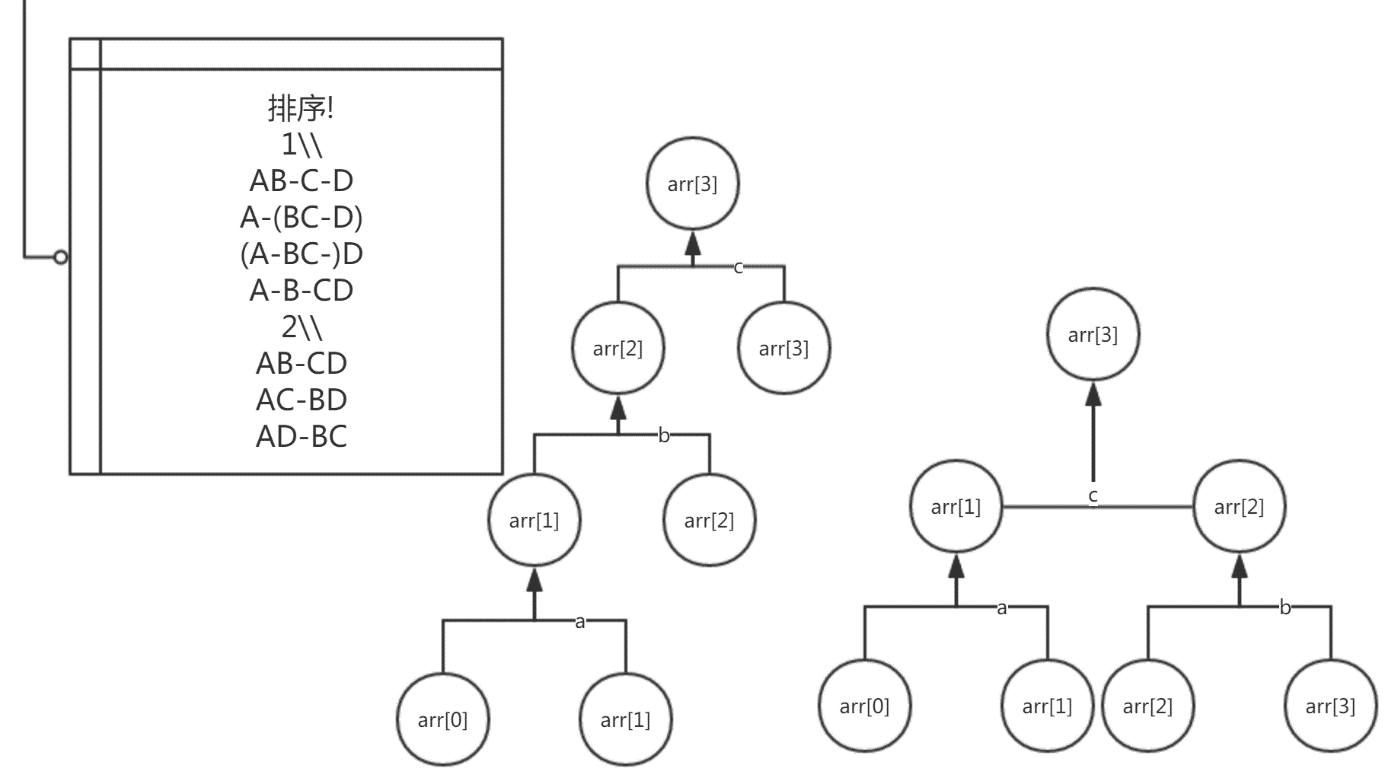 排序!
1\\
AB-C-D
A-(BC-D)
(A-BC-)D
A-B-CD
2\\
AB-CD
AC-BD
AD-BC
arr[3]
c
arr[2]
arr[3]
b
arr[1]
arr[2]
a
arr[0]
arr[1]
arr[3]
c
arr[1]
arr[2]
a
b
arr[0]
arr[1]
arr[2]
arr[3]